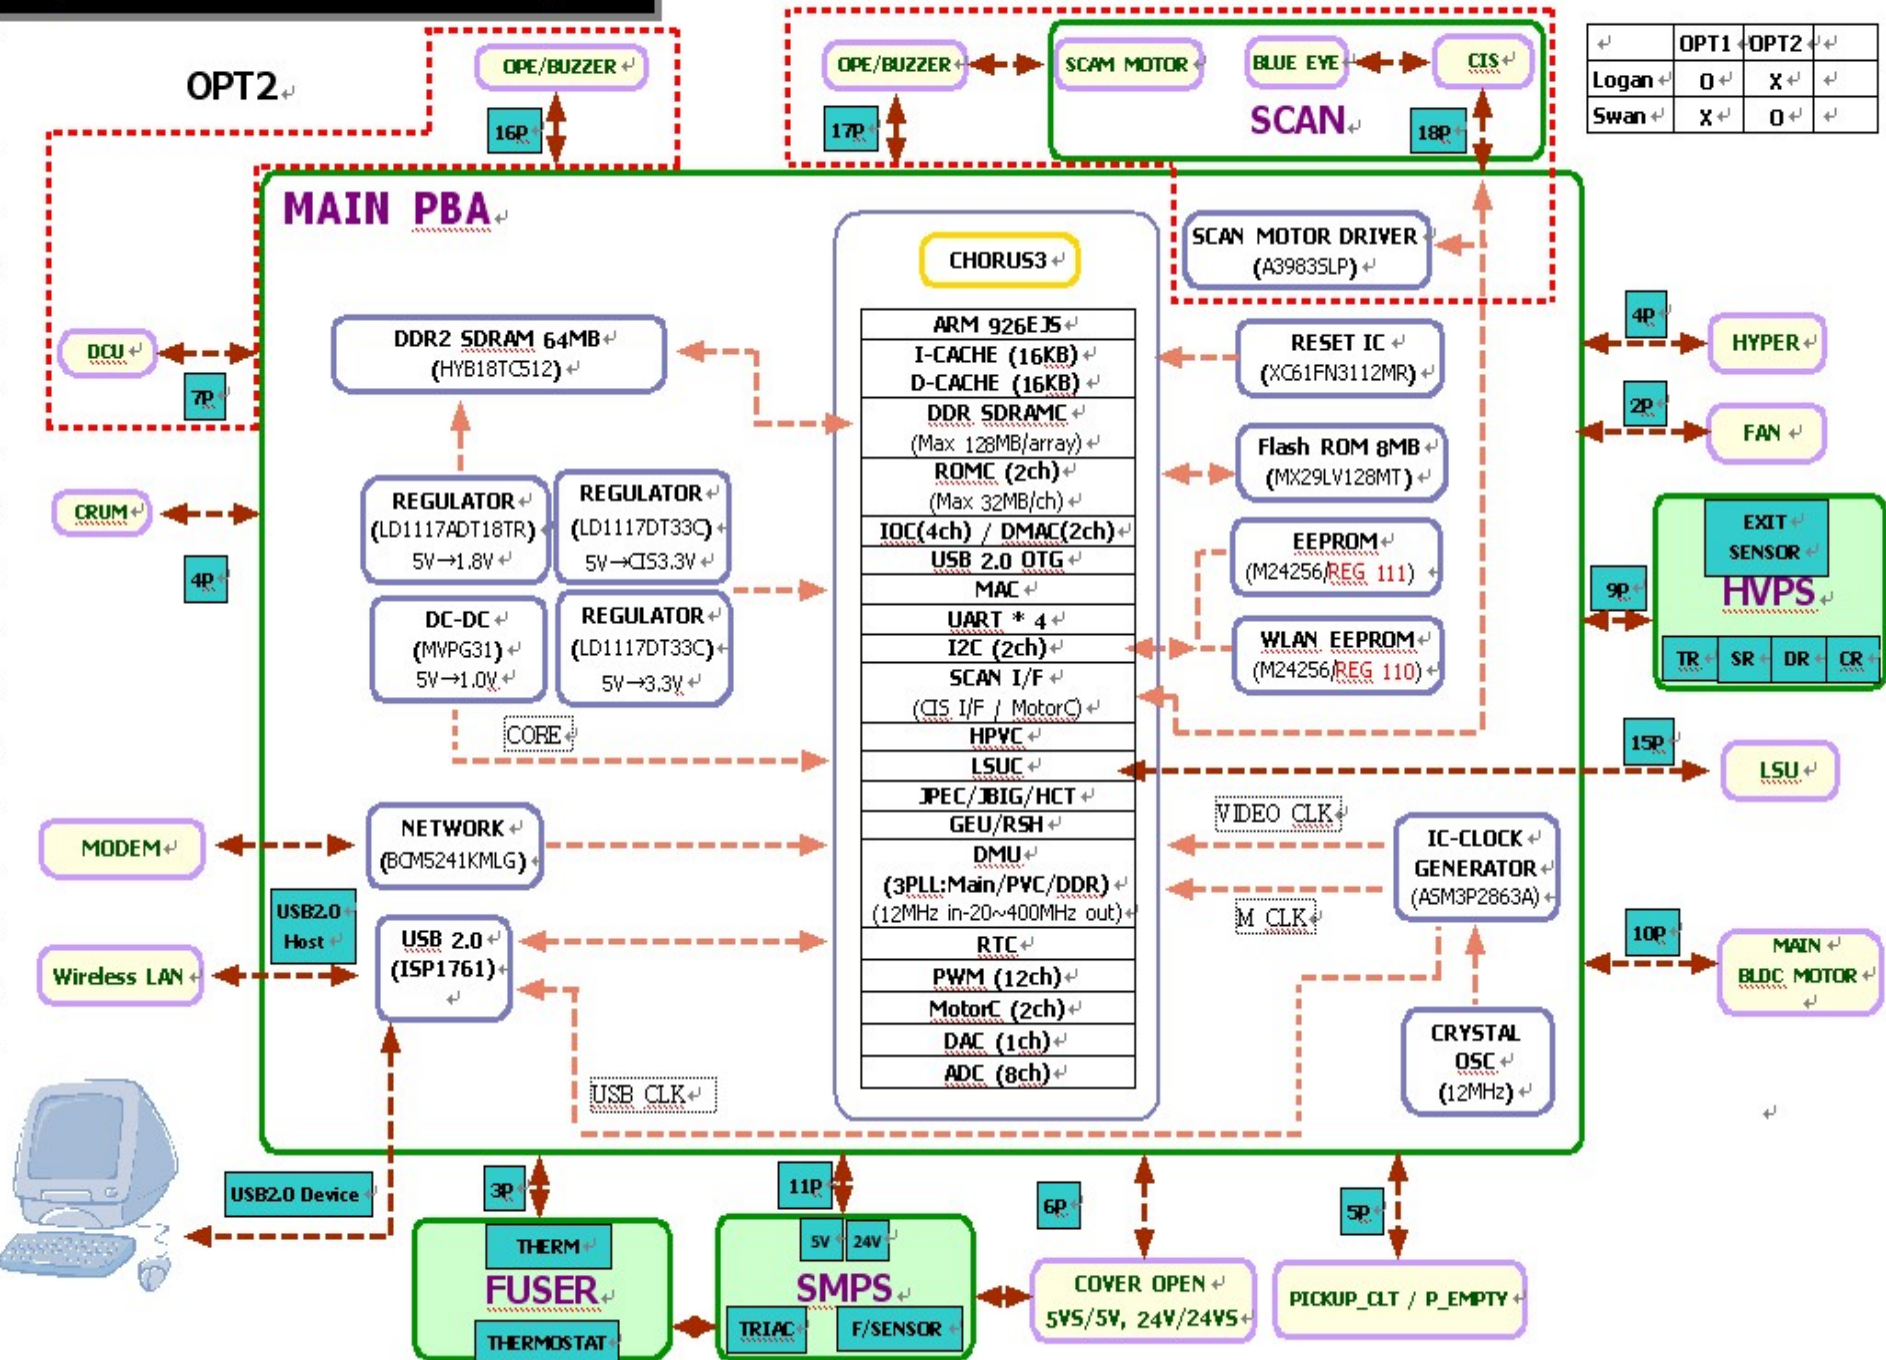 OPT2
OPE/BUZZER
16P
OPE/BUZZER
17P
SCAM MOTOR
BLUE EYE
CIS
SCAN
18P
OPT1 OPT2
Logan O X
Swan X O
MAIN PBA
CHORUS3
SCAN MOTOR DRIVER
(A3983SLP)
DCU
7P
DDR2 SDRAM 64MB
(HYB18TC512)
ARM 926EJS
I-CACHE (16KB)
D-CACHE (16KB)
DDR SDRAMC
(Max 128MB/array)
ROMC (2ch)
(Max 32MB/ch)
IOC(4ch) / DMAC(2ch)
USB 2.0 OTG
MAC
UART * 4
I2C (2ch)
SCAN I/F
(CIS I/F / MotorC)
HPVC
LSUC
JPEC/JBIG/HCT
GEU/RSH
DMU
(3PLL:Main/PVC/DDR)
(12MHz in-20~400MHz out)
RTC
PWM (12ch)
MotorC (2ch)
DAC (1ch)
ADC (8ch)
RESET IC
(XC61FN3112MR)
4P
HYPER
2P
FAN
Flash ROM 8MB
(MX29LV128MT)
CRUM
4P
REGULATOR
(LD1117ADT18TR)
5V→1.8V
REGULATOR
(LD1117DT33C)
5V→CIS3.3V
EEPROM
(M24256/REG 111)
EXIT
SENSOR
HVPS
9P
TR SR DR CR
DC-DC
(MVPG31)
5V→1.0V
REGULATOR
(LD1117DT33C)
5V→3.3V
WLAN EEPROM
(M24256/REG 110)
CORE
15P
LSU
MODEM
NETWORK
(BCM5241KMLG)
VIDEO CLK
M CLK
IC-CLOCK
GENERATOR
(ASM3P2863A)
USB2.0
Host
USB 2.0
(ISP1761)
Wireless LAN
10P
MAIN
BLDC MOTOR
CRYSTAL
OSC
(12MHz)
USB CLK
USB2.0 Device
3P
11P
6P
5P
THERM
FUSER
THERMOSTAT
5V 24V
SMPS
TRIAC
F/SENSOR
COVER OPEN
5VS/5V, 24V/24VS
PICKUP_CLT / P_EMPTY